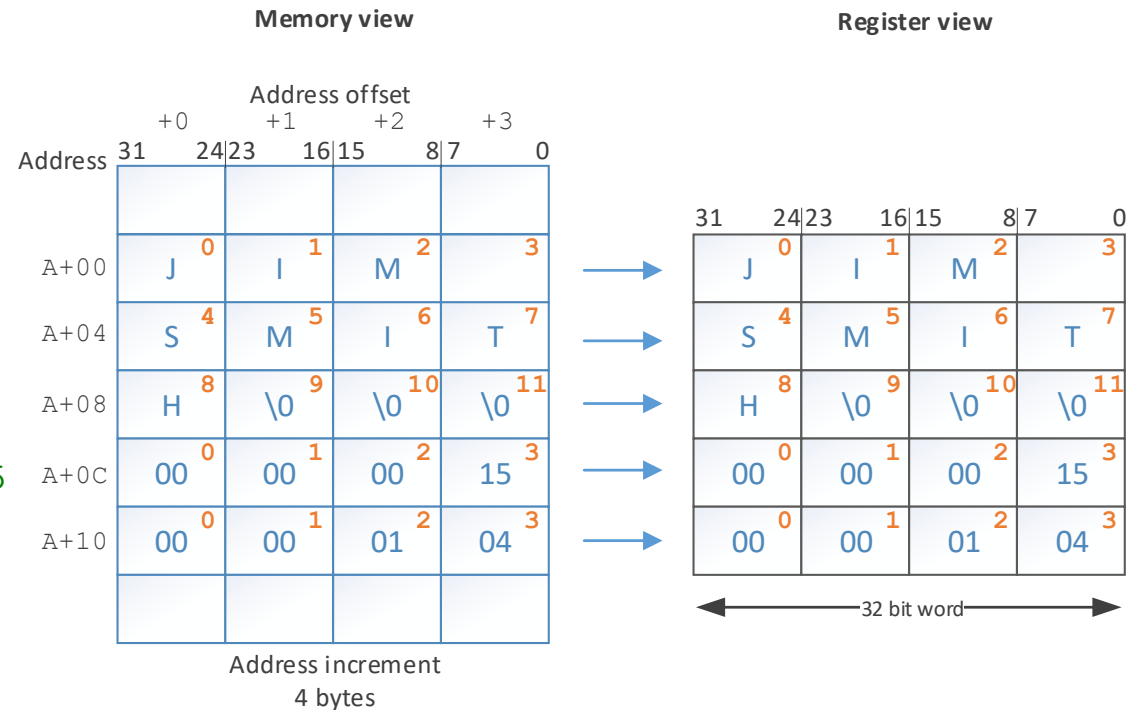 Memory view
Register view
Address offset
+0 +1 +2 +3
Address 31 24 23 16 15 8 7 0
31 24 23 16 15 8 7 0
A+00 J 0 I 1 M 2 3 J 0 I 1 M 2 3
A+04 S 4 M 5 I 6 T 7 S 4 M 5 I 6 T 7
A+08 H 8 \0 9 \0 10 \0 11 H 8 \0 9 \0 10 \0 11
5 A+0C 00 0 00 1 00 2 15 3 00 0 00 1 00 2 15 3
A+10 00 0 00 1 01 2 04 3 00 0 00 1 01 2 04 3
32 bit word
Address increment
4 bytes